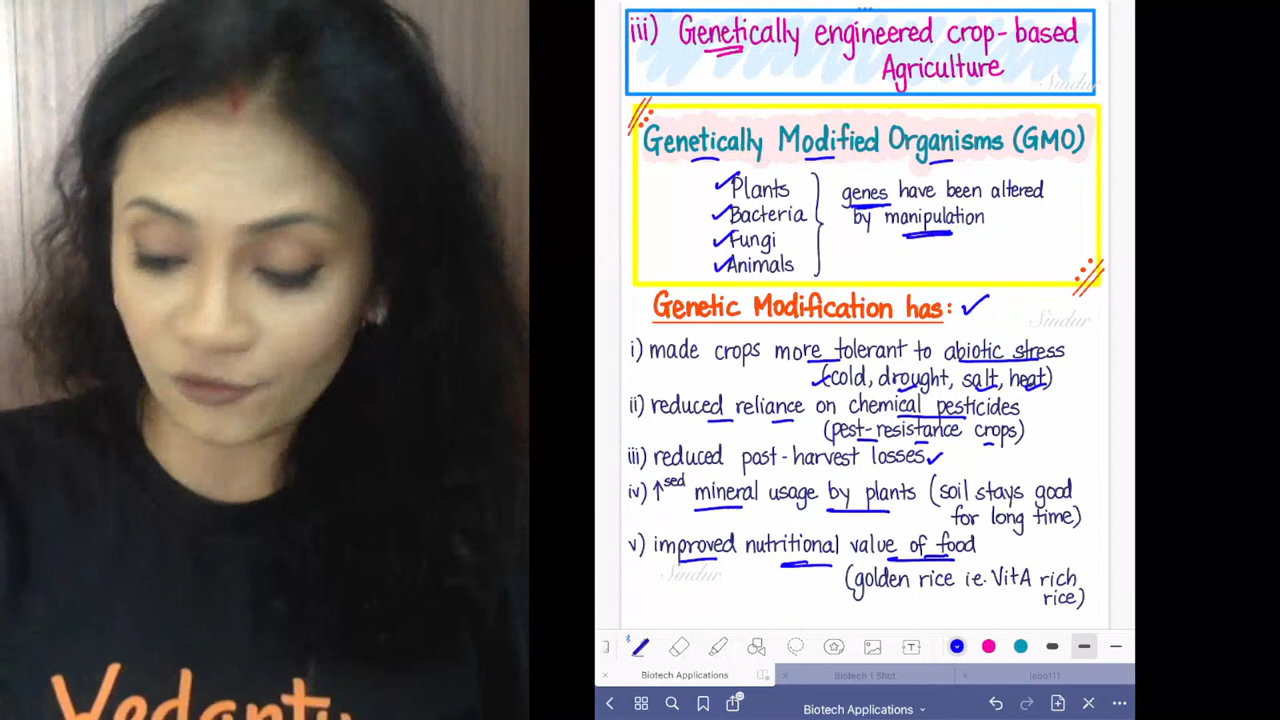 iii) Genetically engineered crop-based
Agriculture
Sindur
Genetically Modified Organisms (GMO)
Plants
Bacteria
Fungi
Animals
genes have been altered
by manipulation
Genetic Modification has:
Sindur
i) made crops more tolerant to abiotic stress
(cold, drought, salt, heat)
ii) reduced reliance on chemical pesticides
(pest-resistance crops)
iii) reduced post-harvest losses
iv) ↑sed mineral usage by plants (soil stays good
for long time)
v) improved nutritional value of food
Sindur
(golden rice i.e. VitA rich
rice)
T
Biotech Applications
Biotech 1 Shot
lebo111
Biotech Applications
Vedantu